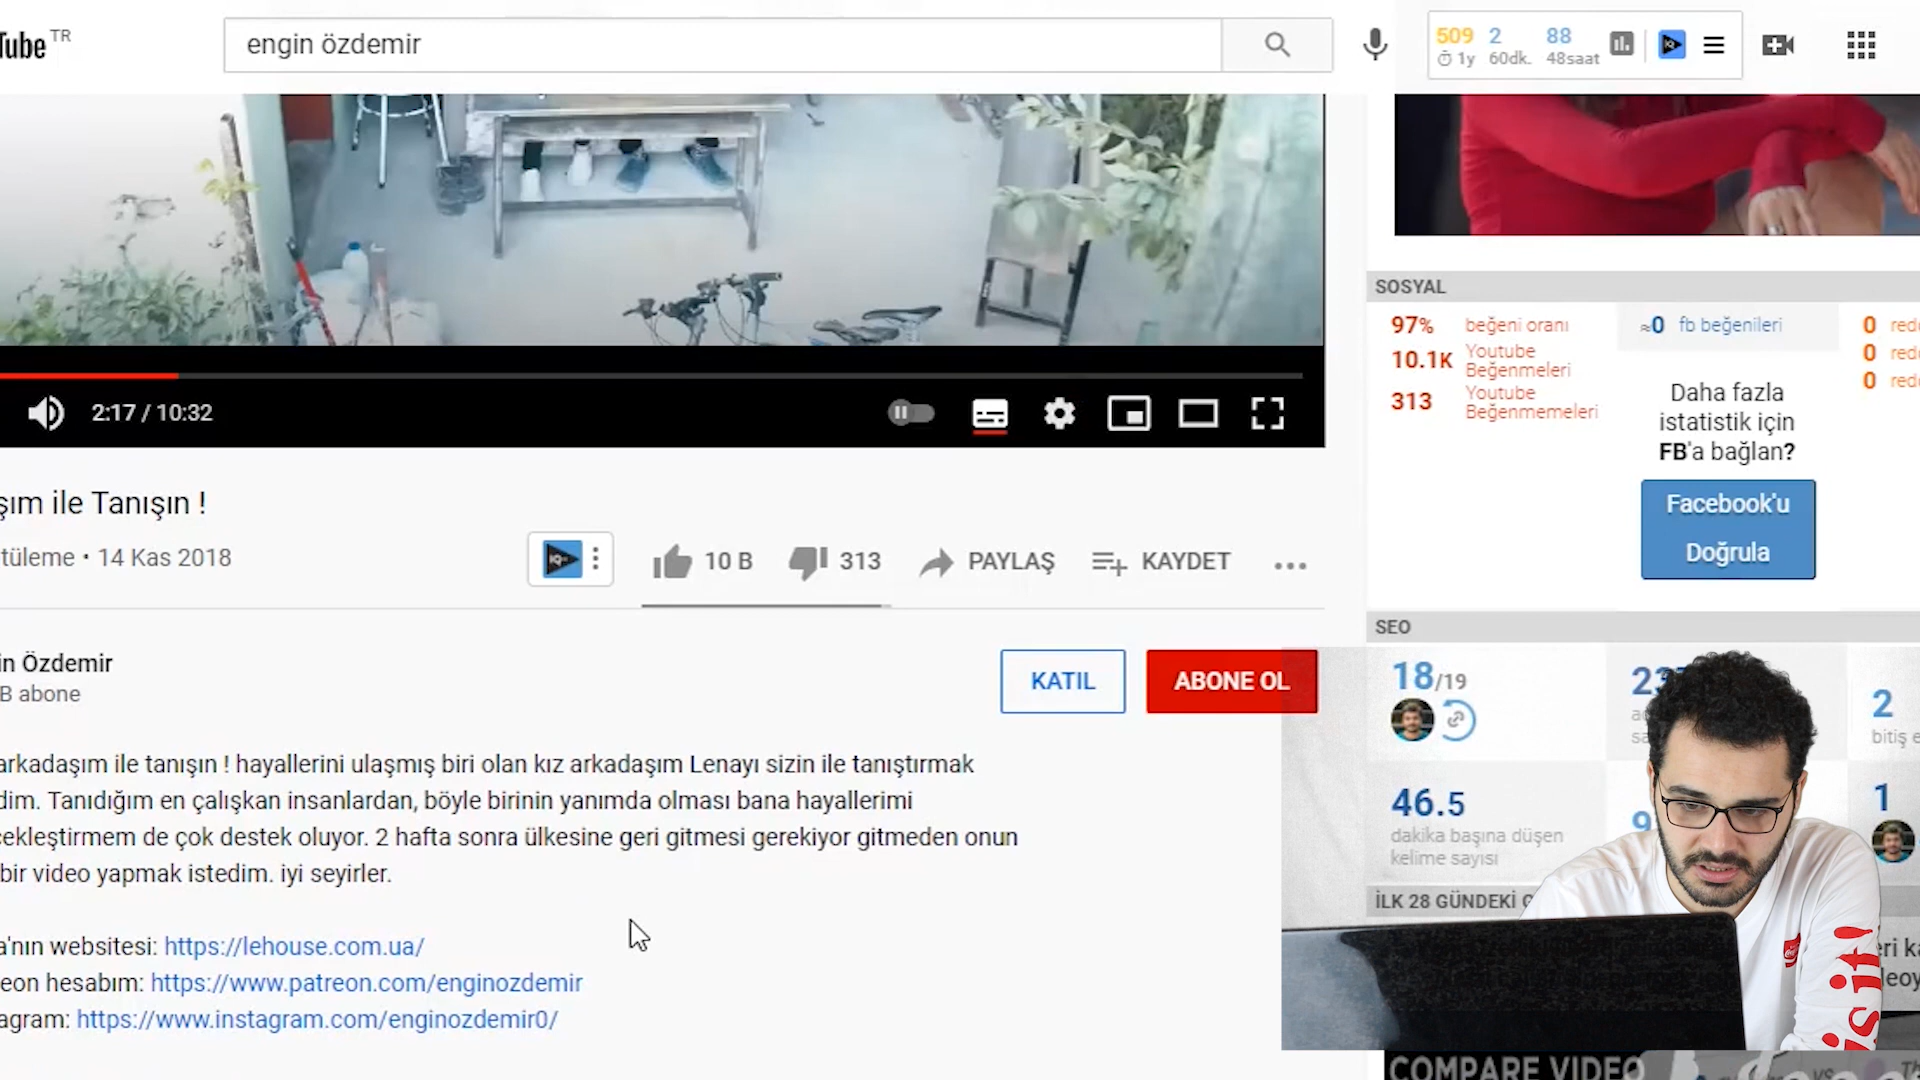 Tube TR
engin özdemir
509 2 88
1y 60dk. 48saat
2:17 / 10:32
şım ile Tanışın !
tüleme • 14 Kas 2018
10 B 313 PAYLAŞ KAYDET
in Özdemir
B abone
KATIL ABONE OL
arkadaşım ile tanışın ! hayallerini ulaşmış biri olan kız arkadaşım Lenayı sizin ile tanıştırmak
dim. Tanıdığım en çalışkan insanlardan, böyle birinin yanımda olması bana hayallerimi
ekleştirmem de çok destek oluyor. 2 hafta sonra ülkesine geri gitmesi gerekiyor gitmeden onun
bir video yapmak istedim. iyi seyirler.
a'nın websitesi: https://lehouse.com.ua/
eon hesabım: https://www.patreon.com/enginozdemir
agram: https://www.instagram.com/enginozdemir0/
SOSYAL
97% beğeni oranı
10.1K Youtube Beğenmeleri
313 Youtube Beğenmemeleri
≈0 fb beğenileri
Daha fazla
istatistik için
FB'a bağlan?
Facebook'u
Doğrula
0 red
0 red
0 red
SEO
18/19
2
bitiş e
46.5
dakika başına düşen
kelime sayısı
1
İLK 28 GÜNDEKİ
is it!
COMPARE VIDEO